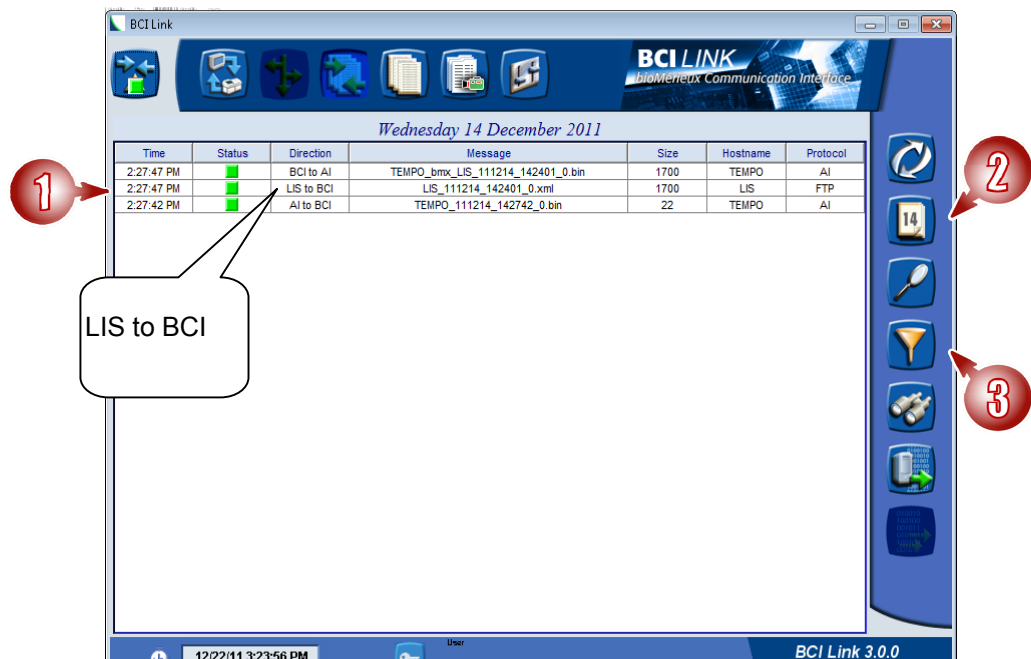 BCI Link
BCI LINK
bioMérieux Communication Interface
Wednesday 14 December 2011
Time Status Direction Message Size Hostname Protocol
2:27:47 PM BCI to AI TEMPO_bmx_LIS_111214_142401_0.bin 1700 TEMPO AI
2:27:47 PM LIS to BCI LIS_111214_142401_0.xml 1700 LIS FTP
2:27:42 PM AI to BCI TEMPO_111214_142742_0.bin 22 TEMPO AI
1
2
14
LIS to BCI
3
User
12/22/11 3:23:56 PM
BCI Link 3.0.0